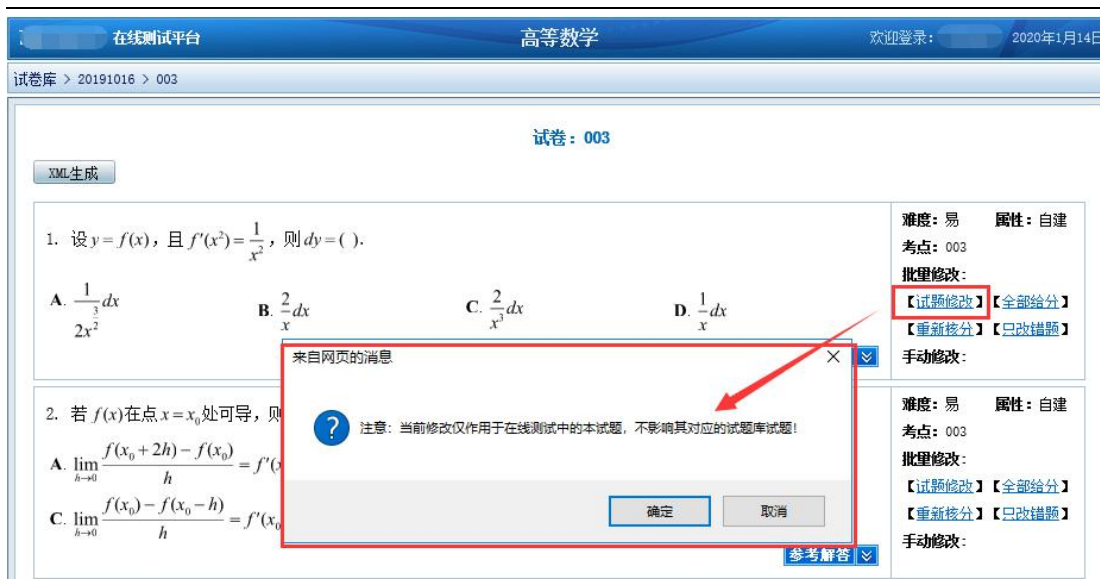 在线测试平台 高等数学 欢迎登录: 2020年1月14日
试卷库 > 20191016 > 003
试卷: 003
XML生成
1. 设 y = f(x), 且 f′(x²) = 1/x², 则 dy = ( ).
A. 1/(2x^(3/2)) dx B. 2/x dx C. 2/x³ dx D. 1/x dx
难度: 易 属性: 自建
考点: 003
批量修改:
【试题修改】【全部给分】
【重新核分】【只改错题】
手动修改:
来自网页的消息
注意: 当前修改仅作用于在线测试中的本试题, 不影响其对应的试题库试题!
确定 取消
2. 若 f(x)在点 x = x₀处可导, 则
A. lim h→0 (f(x₀ + 2h) − f(x₀))/h = f′(
C. lim h→0 (f(x₀) − f(x₀ − h))/h = f′(x₀
参考解答
难度: 易 属性: 自建
考点: 003
批量修改:
【试题修改】【全部给分】
【重新核分】【只改错题】
手动修改: